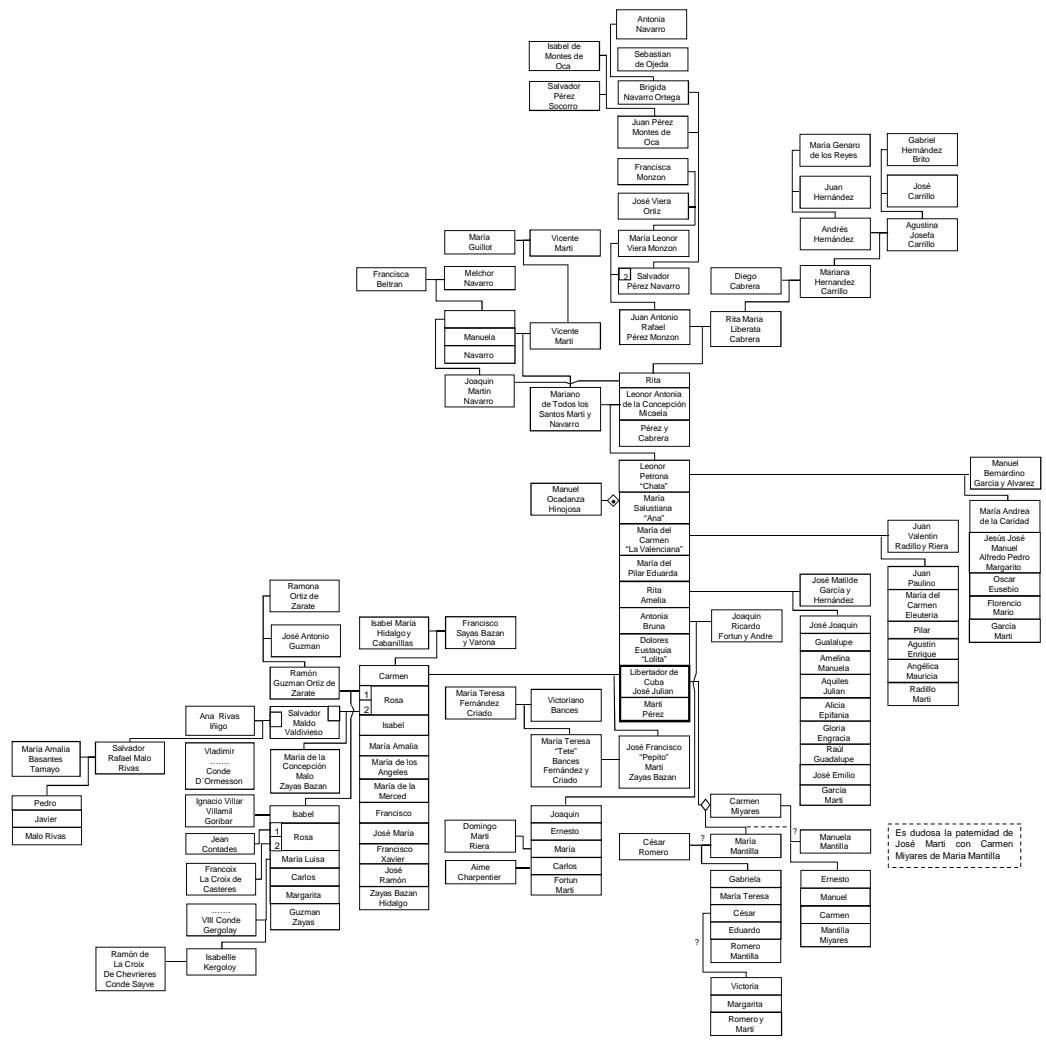 Antonia
Navarro
Isabel de
Montes de
Oca
Sebastian
de Ojeda
Salvador
Pérez
Socorro
Brigida
Navarro Ortega
Juan Pérez
Montes de
Oca
María Genaro
de los Reyes
Gabriel
Hernández
Brito
Francisca
Monzon
Juan
Hernández
José
Carrillo
José Viera
Ortiz
Andrés
Hernández
Agustina
Josefa
Carrillo
María
Guillot
Vicente
Marti
María Leonor
Viera Monzon
Francisca
Beltran
Melchor
Navarro
2
Salvador
Pérez Navarro
Diego
Cabrera
Mariana
Hernandez
Carrillo
Manuela
Navarro
Vicente
Marti
Juan Antonio
Rafael
Pérez Monzon
Rita Maria
Liberata
Cabrera
Joaquin
Martin
Navarro
Mariano
de Todos los
Santos Marti y
Navarro
Rita
Leonor Antonia
de la Concepción
Micaela
Pérez y
Cabrera
Leonor
Petrona
“Chata”
Manuel
Bernardino
García y Alvarez
Manuel
Ocadanza
Hinojosa
María
Salustiana
“Ana”
María Andrea
de la Caridad
María del
Carmen
“La Valenciana”
Juan
Valentin
Radillo y Riera
Jesús José
Manuel
Alfredo Pedro
Margarito
María del
Pilar Eduarda
Juan
Paulino
Oscar
Eusebio
Ramona
Ortiz de
Zarate
Rita
Amelia
José Matilde
García y
Hernández
María del
Carmen
Eleuteria
Florencio
Mario
José Antonio
Guzman
Isabel María
Hidalgo y
Cabanilllas
Francisco
Sayas Bazan
y Varona
Antonia
Bruna
Joaquin
Ricardo
Fortun y Andre
José Joaquin
Pilar
García
Marti
Dolores
Eustaquia
“Lolita”
Gualalupe
Agustín
Enrique
Ramón
Guzman Ortiz de
Zarate
Carmen
Libertador de
Cuba
José Julian
Amelina
Manuela
Angélica
Mauricia
1
2
Rosa
María Teresa
Fernández
Criado
Victoriano
Bances
Marti
Pérez
Aquiles
Julian
Radillo
Marti
Ana Rivas
Iñigo
Salvador
Maldo
Valdivieso
Isabel
Alicia
Epifania
María Amalia
Basantes
Tamayo
Salvador
Rafael Malo
Rivas
Vladimir
.......
Conde
D´Ormesson
María de la
Concepción
Malo
Zayas Bazan
María Amalia
María Teresa
“Tete”
Bances
Fernández y
Criado
José Francisco
“Pepito”
Marti
Zayas Bazan
Gloria
Engracia
María de los
Angeles
Raúl
Guadalupe
María de la
Merced
José Emilio
Pedro
Javier
Malo Rivas
Ignacio Villar
Villamil
Goribar
Isabel
Francisco
Joaquin
Carmen
Miyares
García
Marti
Jean
Contades
1
2
Rosa
José María
Domingo
Marti
Riera
Ernesto
César
Romero
?
María
Mantilla
?
Manuela
Mantilla
Es dudosa la paternidad de
José Marti con Carmen
Miyares de Maria Mantilla
Francoix
La Croix de
Casteres
María Luisa
Francisco
Xavier
María
Carlos
José
Ramón
Aime
Charpentier
Carlos
Gabriela
Ernesto
Margarita
Zayas Bazan
Hidalgo
Fortun
Marti
María Teresa
Manuel
.......
VIII Conde
Gergolay
Guzman
Zayas
César
Carmen
Eduardo
Mantilla
Miyares
?
Romero
Mantilla
Ramón de
La Croix
De Chevrieres
Conde Sayve
Isabellle
Kergoloy
Victoria
Margarita
Romero y
Marti